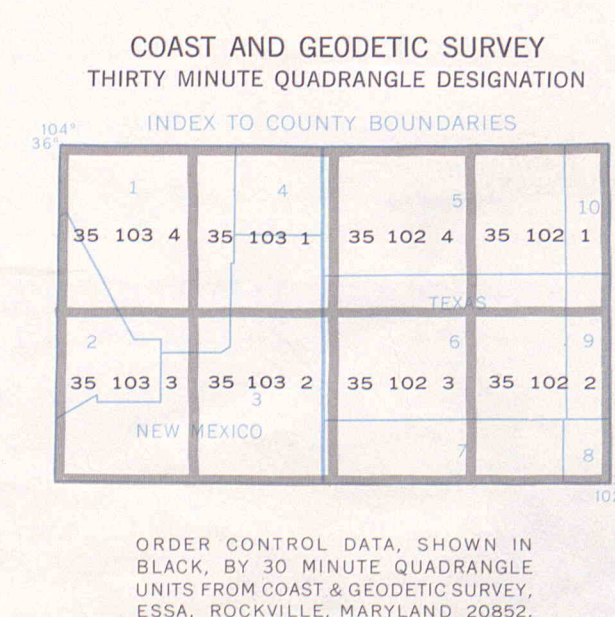 COAST AND GEODETIC SURVEY
THIRTY MINUTE QUADRANGLE DESIGNATION
INDEX TO COUNTY BOUNDARIES
104°
36°
1
4
5
10
35 103 4
35 103 1
35 102 4
35 102 1
TEXAS
2
6
9
35 103 3
35 103 2
35 102 3
35 102 2
3
NEW MEXICO
7
8
102
ORDER CONTROL DATA, SHOWN IN
BLACK, BY 30 MINUTE QUADRANGLE
UNITS FROM COAST & GEODETIC SURVEY,
ESSA, ROCKVILLE, MARYLAND 20852.